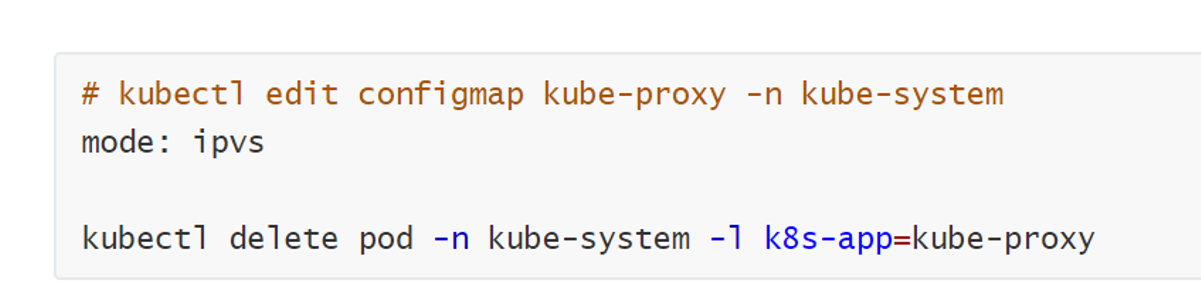 # kubectl edit configmap kube-proxy -n kube-system
mode: ipvs
kubectl delete pod -n kube-system -l k8s-app=kube-proxy